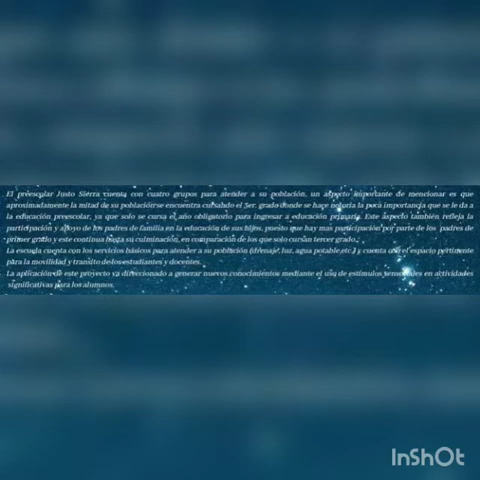 El preescolar Justo Sierra cuenta con cuatro grupos para atender a su población, un aspecto importante de mencionar es que
aproximadamente la mitad de su población se encuentra cursando el 3er. grado donde se hace notoria la poca importancia que se le da a
la educación preescolar, ya que solo se cursa el año obligatorio para ingresar a educación primaria. Este aspecto también refleja la
participación y apoyo de los padres de familia en la educación de sus hijos, puesto que hay mas participación por parte de los padres de
primer grado y este continua hasta su culminación, en comparación de los que solo cursan tercer grado.
La escuela cuenta con los servicios básicos para atender a su población (drenaje, luz, agua potable,etc.) y cuenta con el espacio pertinente
para la movilidad y transito de los estudiantes y docentes.
La aplicación de este proyecto va direccionado a generar nuevos conocimientos mediante el uso de estímulos sensoriales en actividades
significativas para los alumnos.
InShOt